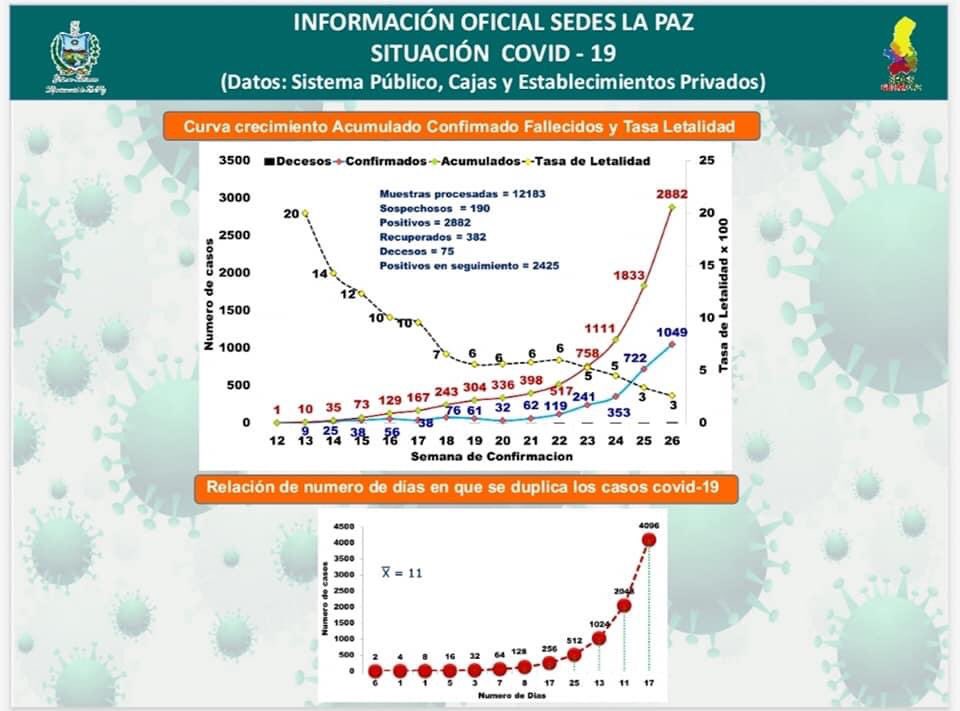 INFORMACIÓN OFICIAL SEDES LA PAZ
SITUACIÓN COVID - 19
(Datos: Sistema Público, Cajas y Establecimientos Privados)
Curva crecimiento Acumulado Confirmado Fallecidos y Tasa Letalidad
Decesos Confirmados Acumulados Tasa de Letalidad
Muestras procesadas = 12183
Sospechosos = 190
Positivos = 2882
Recuperados = 382
Decesos = 75
Positivos en seguimiento = 2425
Numero de casos
3500
3000
2500
2000
1500
1000
500
0
25
20
15
10
5
0
Tasa de Letalidad x 100
20 14 12 10 10 7 6 6 6 6 5 5 3 3
1 10 35 73 129 167 243 304 336 398 517 758 1111 1833 2882
9 25 38 56 38 76 61 32 62 119 241 353 722 1049
12 13 14 15 16 17 18 19 20 21 22 23 24 25 26
Semana de Confirmacion
Relación de numero de dias en que se duplica los casos covid-19
Numero de casos
4500
4000
3500
3000
2500
2000
1500
1000
500
0
X̅ = 11
2 4 8 16 32 64 128 256 512 1024 2048 4096
6 1 1 5 3 7 8 17 25 13 11 17
Numero de Dias